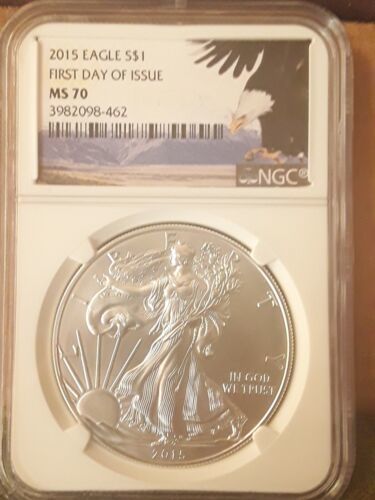 2015 EAGLE S$1
FIRST DAY OF ISSUE
MS 70
3982098-462
NGC®
LIBERTY
IN GOD
WE TRUST
2015